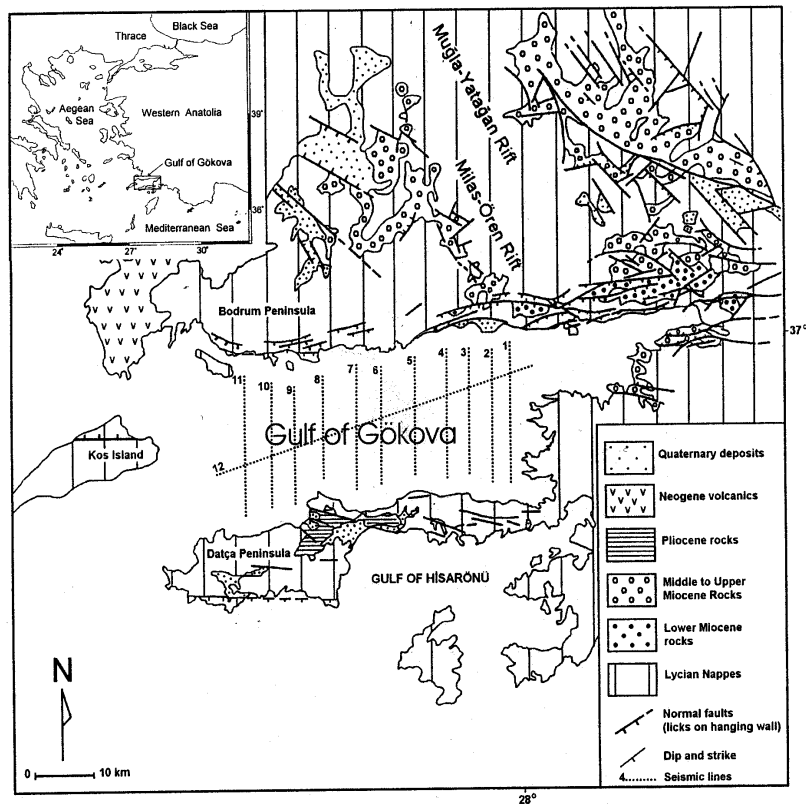 Black Sea
Thrace
39°
Aegean
Sea
Western Anatolia
Gulf of Gökova
36°
Mediterranean Sea
24° 27° 30°
Muğla-Yatağan Rift
Milas-Ören Rift
Bodrum Peninsula
37°
11 10 9 8 7 6 5 4 3 2 1
12
Gulf of Gökova
Kos Island
Datça Peninsula
GULF OF HİSARÖNÜ
Quaternary deposits
Neogene volcanics
Pliocene rocks
Middle to Upper
Miocene Rocks
Lower Miocene
rocks
Lycian Nappes
Normal faults
(licks on hanging wall)
Dip and strike
4 Seismic lines
N
0 10 km
28°